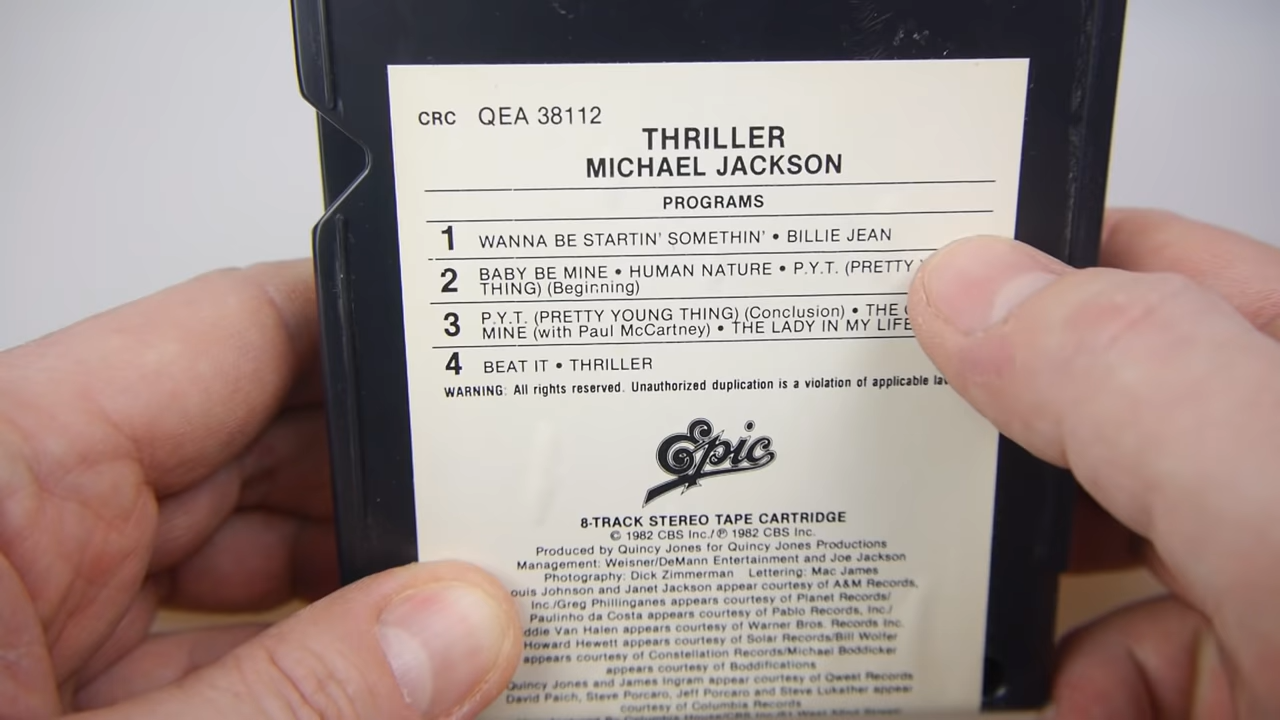 CRC QEA 38112
THRILLER
MICHAEL JACKSON
PROGRAMS
1 WANNA BE STARTIN' SOMETHIN' • BILLIE JEAN
2 BABY BE MINE • HUMAN NATURE • P.Y.T. (PRETTY
THING) (Beginning)
3 P.Y.T. (PRETTY YOUNG THING) (Conclusion) • THE
MINE (with Paul McCartney) • THE LADY IN MY LIFE
4 BEAT IT • THRILLER
WARNING: All rights reserved. Unauthorized duplication is a violation of applicable
Epic
8-TRACK STEREO TAPE CARTRIDGE
© 1982 CBS Inc./℗ 1982 CBS Inc.
Produced by Quincy Jones for Quincy Jones Productions
Management: Weisner/DeMann Entertainment and Joe Jackson
Photography: Dick Zimmerman Lettering: Mac James
ouis Johnson and Janet Jackson appear courtesy of A&M Records,
Inc./Greg Phillinganes appears courtesy of Planet Records/
Paulinho da Costa appears courtesy of Pablo Records, Inc./
ddie Van Halen appears courtesy of Warner Bros. Records Inc.
Howard Hewett appears courtesy of Solar Records/Bill Wolfer
appears courtesy of Constellation Records/Michael Boddicker
appears courtesy of Boddifications
Quincy Jones and James Ingram appear courtesy of Qwest Records
David Paich, Steve Porcaro, Jeff Porcaro and Steve Lukather appear
courtesy of Columbia Records